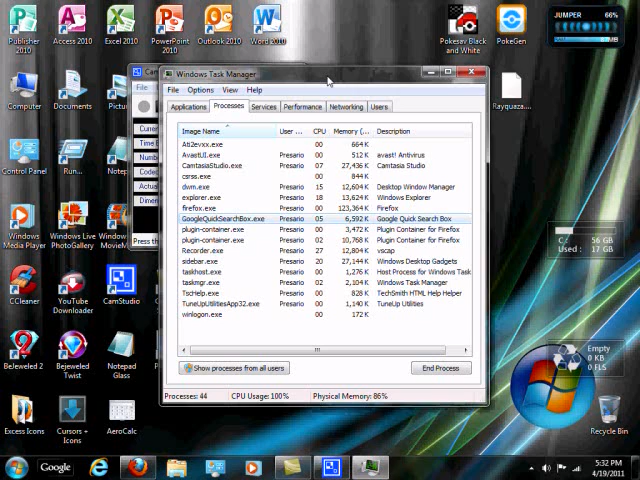 Publisher 2010
Access 2010
Excel 2010
PowerPoint 2010
Outlook 2010
Word 2010
Pokesav Black and White
PokeGen
JUMPER 66%
Computer
Documents
Rayquaza....
Control Panel
Run...
Windows Media Player
Windows Live PhotoGallery
Windows
CCleaner
YouTube Downloader
CamStudio
BeJeweled 2
Bejeweled Twist
Notepad Glass
Excess Icons
Cursors + Icons
AeroCalc
Recycle Bin
C : 56 GB
Used : 17 GB
Empty
0 KB
0 FLS
File
Press th
Windows Task Manager
File Options View Help
Applications Processes Services Performance Networking Users
Image Name User ... CPU Memory (... Description
Ati2evxx.exe 00 664 K
AvastUI.exe Presario 00 512 K avast! Antivirus
CamtasiaStudio.exe Presario 07 27,436 K Camtasia Studio
csrss.exe 00 844 K
dwm.exe Presario 15 12,604 K Desktop Window Manager
explorer.exe Presario 18 13,624 K Windows Explorer
firefox.exe Presario 00 123,364 K Firefox
GoogleQuickSearchBox.exe Presario 05 6,592 K Google Quick Search Box
plugin-container.exe Presario 00 3,472 K Plugin Container for Firefox
plugin-container.exe Presario 02 10,768 K Plugin Container for Firefox
Recorder.exe Presario 02 27,194 K vscap
sidebar.exe Presario 20 27,144 K Windows Desktop Gadgets
taskhost.exe Presario 00 1,276 K Host Process for Windows Task
taskmgr.exe Presario 02 2,104 K Windows Task Manager
TscHelp.exe Presario 00 828 K TechSmith HTML Help Helper
TuneUpUtilitiesApp32.exe Presario 00 1,140 K TuneUp Utilities
winlogon.exe 00 172 K
Show processes from all users
End Process
Processes: 44 CPU Usage: 100% Physical Memory: 86%
Google
5:32 PM
4/19/2011